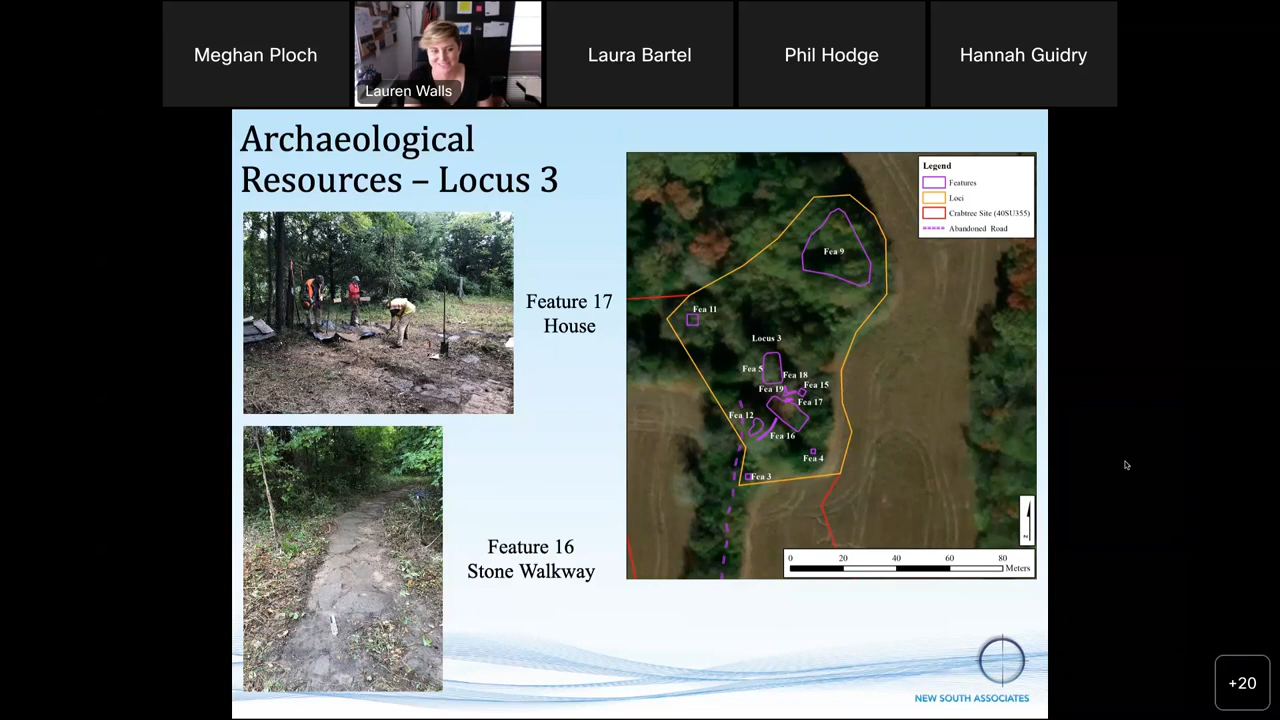 Meghan Ploch
Lauren Walls
Laura Bartel
Phil Hodge
Hannah Guidry
Archaeological
Resources – Locus 3
Feature 17
House
Feature 16
Stone Walkway
Legend
Features
Loci
Crabtree Site (40SU355)
Abandoned Road
Fea 9
Fea 11
Locus 3
Fea 5
Fea 18
Fea 19
Fea 15
Fea 17
Fea 12
Fea 16
Fea 4
Fea 3
N
0 20 40 60 80
Meters
NEW SOUTH ASSOCIATES
+20